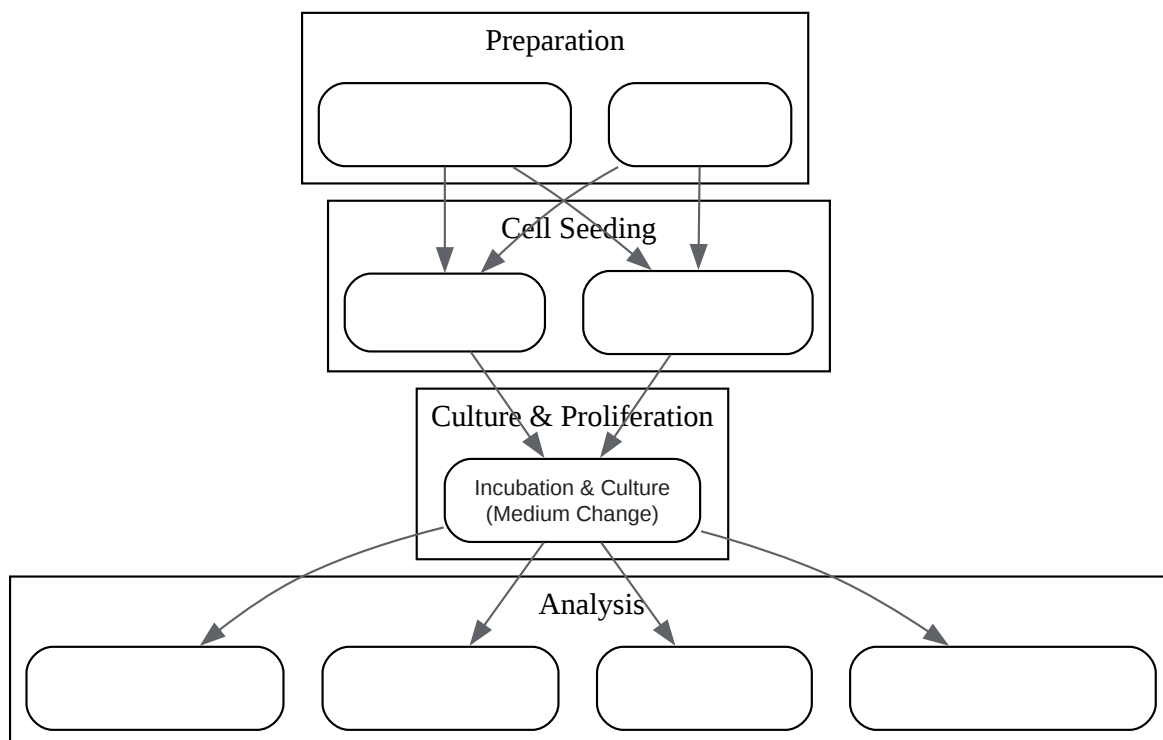 Preparation
Cell Seeding
Culture & Proliferation
Incubation & Culture
(Medium Change)
Analysis